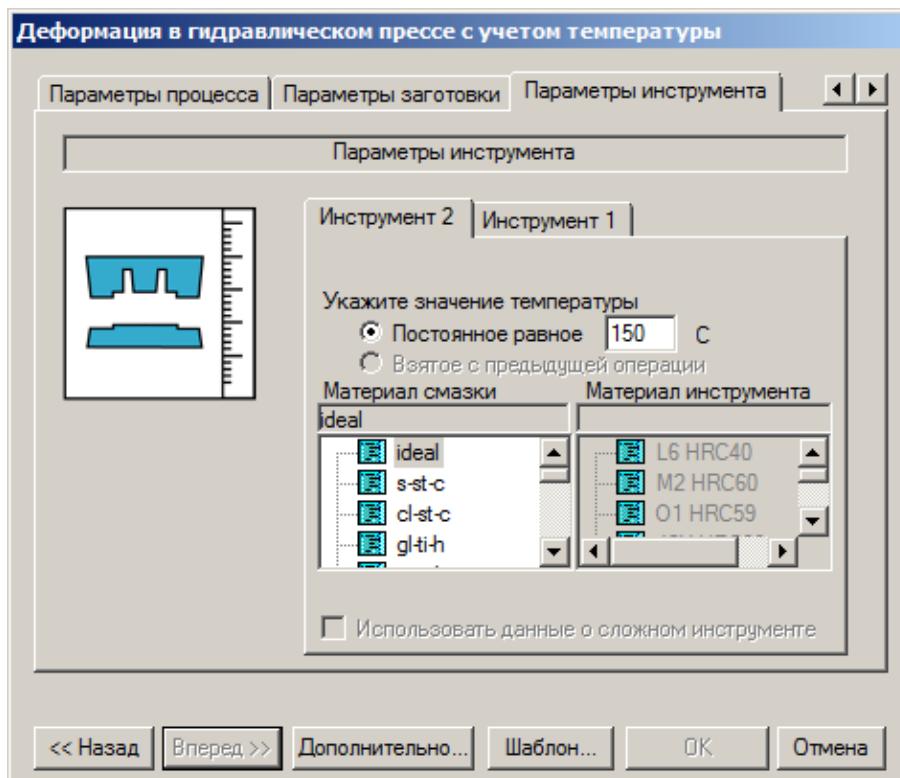 Деформация в гидравлическом прессе с учетом температуры
Параметры процесса Параметры заготовки Параметры инструмента
Параметры инструмента
Инструмент 2 Инструмент 1
Укажите значение температуры
Постоянное равное 150 С
Взятое с предыдущей операции
Материал смазки Материал инструмента
ideal
ideal L6 HRC40
s-st-c M2 HRC60
cl-st-c O1 HRC59
gl-ti-h
Использовать данные о сложном инструменте
<< Назад Вперед >> Дополнительно... Шаблон... OK Отмена